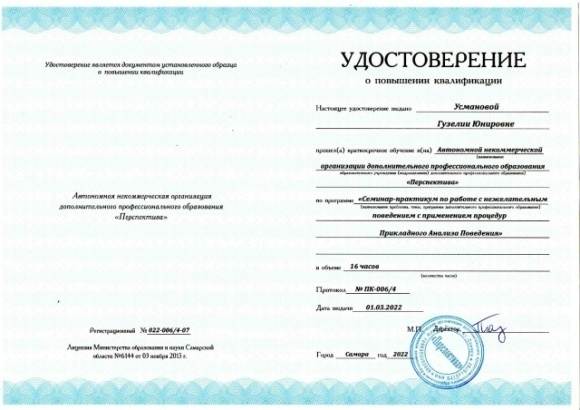 Удостоверение является документом установленного образца
о повышении квалификации
Автономная некоммерческая организация
дополнительного профессионального образования
«Перспектива»
Регистрационный № 022-006/4-07
Лицензия Министерства образования и науки Самарской
области №6144 от 03 ноября 2015 г.
УДОСТОВЕРЕНИЕ
о повышении квалификации
Настоящее удостоверение выдано Усмановой
Гузелии Юнировне
прошел(а) краткосрочное обучение в(на) Автономной некоммерческой
(наименование)
организации дополнительного профессионального образования
образовательного учреждения (подразделения) дополнительного профессионального образования)
«Перспектива»
по программе «Семинар-практикум по работе с нежелательным
(наименование проблемы, темы, программы дополнительного профессионального образования)
поведением с применением процедур
Прикладного Анализа Поведения»
в объеме 16 часов
(количество часов)
Протокол № ПК-006/4
Дата выдачи 01.03.2022
М.П. Директор
«Перспектива»
Город Самара год 2022